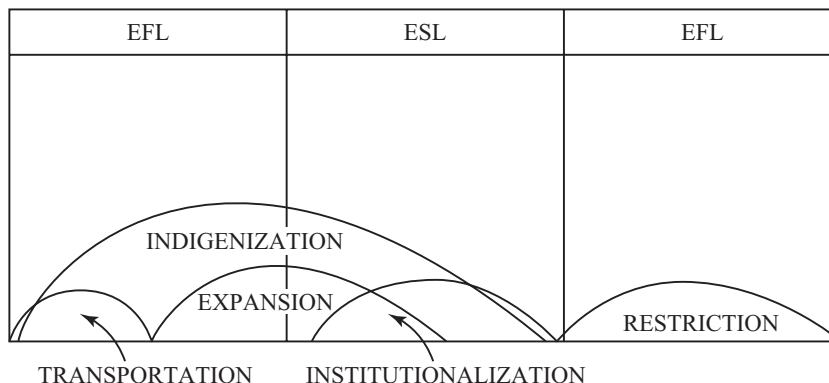 EFL ESL EFL
INDIGENIZATION
EXPANSION
RESTRICTION
TRANSPORTATION INSTITUTIONALIZATION